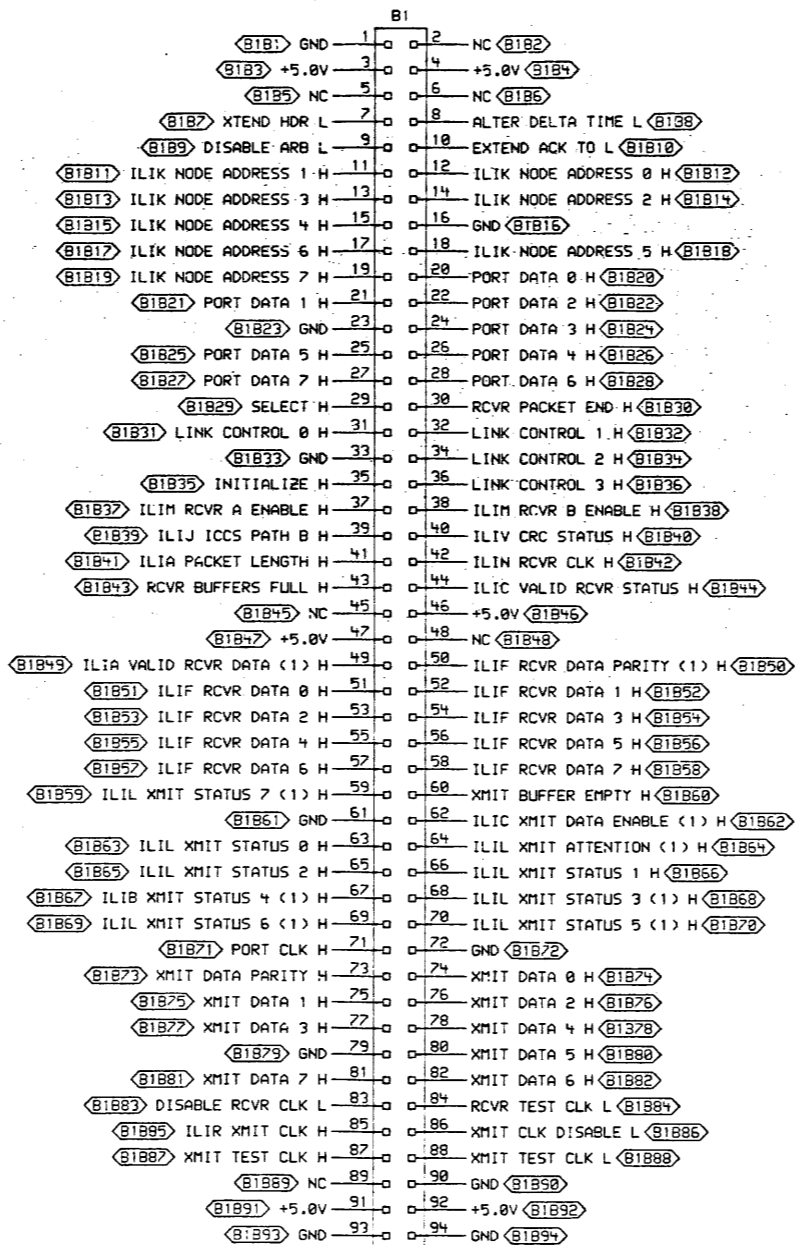 B1
B1B1 GND 1 2 NC B1B2
B1B3 +5.0V 3 4 +5.0V B1B4
B1B5 NC 5 6 NC B1B6
B1B7 XTEND HDR L 7 8 ALTER DELTA TIME L B1B8
B1B9 DISABLE ARB L 9 10 EXTEND ACK TO L B1B10
B1B11 ILIK NODE ADDRESS 1 H 11 12 ILIK NODE ADDRESS 0 H B1B12
B1B13 ILIK NODE ADDRESS 3 H 13 14 ILIK NODE ADDRESS 2 H B1B14
B1B15 ILIK NODE ADDRESS 4 H 15 16 GND B1B16
B1B17 ILIK NODE ADDRESS 6 H 17 18 ILIK NODE ADDRESS 5 H B1B18
B1B19 ILIK NODE ADDRESS 7 H 19 20 PORT DATA 0 H B1B20
B1B21 PORT DATA 1 H 21 22 PORT DATA 2 H B1B22
B1B23 GND 23 24 PORT DATA 3 H B1B24
B1B25 PORT DATA 5 H 25 26 PORT DATA 4 H B1B26
B1B27 PORT DATA 7 H 27 28 PORT DATA 6 H B1B28
B1B29 SELECT H 29 30 RCVR PACKET END H B1B30
B1B31 LINK CONTROL 0 H 31 32 LINK CONTROL 1 H B1B32
B1B33 GND 33 34 LINK CONTROL 2 H B1B34
B1B35 INITIALIZE H 35 36 LINK CONTROL 3 H B1B36
B1B37 ILIM RCVR A ENABLE H 37 38 ILIM RCVR B ENABLE H B1B38
B1B39 ILIJ ICCS PATH B H 39 40 ILIV CRC STATUS H B1B40
B1B41 ILIA PACKET LENGTH H 41 42 ILIN RCVR CLK H B1B42
B1B43 RCVR BUFFERS FULL H 43 44 ILIC VALID RCVR STATUS H B1B44
B1B45 NC 45 46 +5.0V B1B46
B1B47 +5.0V 47 48 NC B1B48
B1B49 ILIA VALID RCVR DATA (1) H 49 50 ILIF RCVR DATA PARITY (1) H B1B50
B1B51 ILIF RCVR DATA 0 H 51 52 ILIF RCVR DATA 1 H B1B52
B1B53 ILIF RCVR DATA 2 H 53 54 ILIF RCVR DATA 3 H B1B54
B1B55 ILIF RCVR DATA 4 H 55 56 ILIF RCVR DATA 5 H B1B56
B1B57 ILIF RCVR DATA 6 H 57 58 ILIF RCVR DATA 7 H B1B58
B1B59 ILIL XMIT STATUS 7 (1) H 59 60 XMIT BUFFER EMPTY H B1B60
B1B61 GND 61 62 ILIC XMIT DATA ENABLE (1) H B1B62
B1B63 ILIL XMIT STATUS 0 H 63 64 ILIL XMIT ATTENTION (1) H B1B64
B1B65 ILIL XMIT STATUS 2 H 65 66 ILIL XMIT STATUS 1 H B1B66
B1B67 ILIB XMIT STATUS 4 (1) H 67 68 ILIL XMIT STATUS 3 (1) H B1B68
B1B69 ILIL XMIT STATUS 6 (1) H 69 70 ILIL XMIT STATUS 5 (1) H B1B70
B1B71 PORT CLK H 71 72 GND B1B72
B1B73 XMIT DATA PARITY H 73 74 XMIT DATA 0 H B1B74
B1B75 XMIT DATA 1 H 75 76 XMIT DATA 2 H B1B76
B1B77 XMIT DATA 3 H 77 78 XMIT DATA 4 H B1B78
B1B79 GND 79 80 XMIT DATA 5 H B1B80
B1B81 XMIT DATA 7 H 81 82 XMIT DATA 6 H B1B82
B1B83 DISABLE RCVR CLK L 83 84 RCVR TEST CLK L B1B84
B1B85 ILIR XMIT CLK H 85 86 XMIT CLK DISABLE L B1B86
B1B87 XMIT TEST CLK H 87 88 XMIT TEST CLK L B1B88
B1B89 NC 89 90 GND B1B90
B1B91 +5.0V 91 92 +5.0V B1B92
B1B93 GND 93 94 GND B1B94